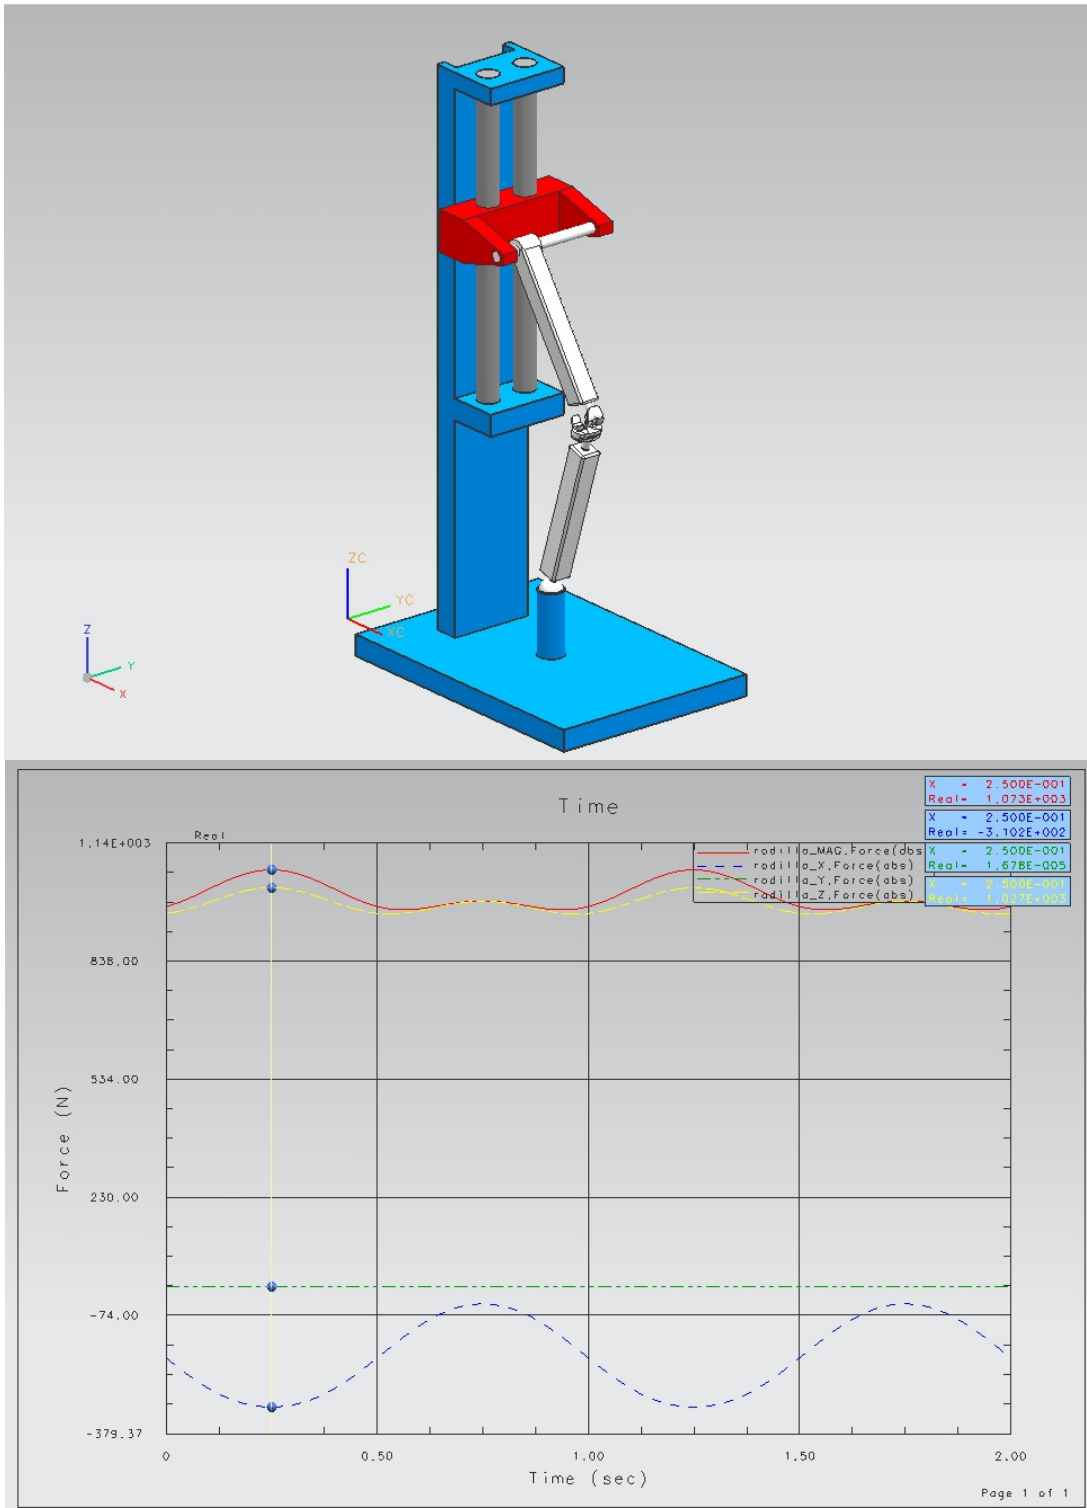 ZC
YC
XC
Z
Y
X
Time
X = 2.500E-001
Real= 1,073E+003
X = 2.500E-001
Real= -3.102E+002
X = 2.500E-001
Real= 1,678E-005
X = 2.500E-001
Real= 1.027E+003
Real
rodilla_MAG,Force(abs
rodilla_X,Force(abs)
rodilla_Y,Force(abs)
rodilla_Z,Force(abs)
1.14E+003
838.00
534.00
230.00
-74.00
-379.37
Force (N)
0 0.50 1.00 1.50 2.00
Time (sec)
Page 1 of 1